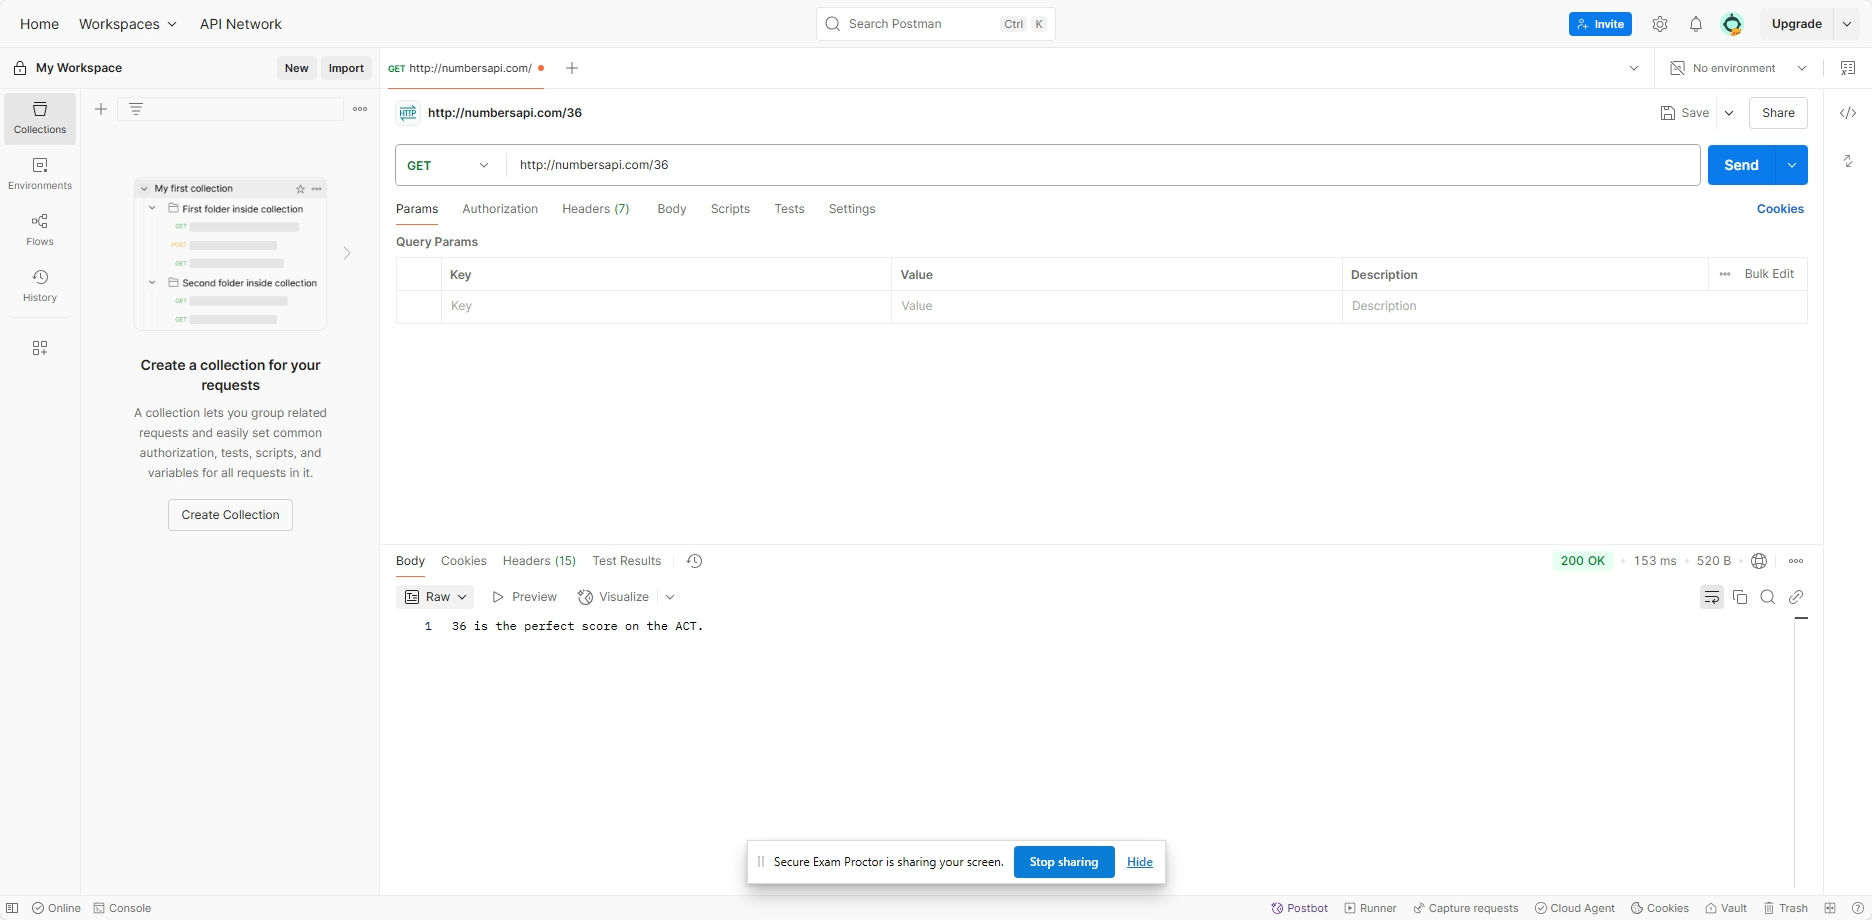 Home Workspaces API Network Search Postman Ctrl K Invite Upgrade
My Workspace New Import GET http://numbersapi.com/ No environment
Collections
Environments
Flows
History
My first collection
First folder inside collection
GET
POST
GET
Second folder inside collection
GET
GET
Create a collection for your
requests
A collection lets you group related
requests and easily set common
authorization, tests, scripts, and
variables for all requests in it.
Create Collection
HTTP http://numbersapi.com/36 Save Share
GET http://numbersapi.com/36 Send
Params Authorization Headers (7) Body Scripts Tests Settings Cookies
Query Params
Key Value Description Bulk Edit
Key Value Description
Body Cookies Headers (15) Test Results 200 OK 153 ms 520 B
Raw Preview Visualize
1 36 is the perfect score on the ACT.
Secure Exam Proctor is sharing your screen. Stop sharing Hide
Online Console Postbot Runner Capture requests Cloud Agent Cookies Vault Trash